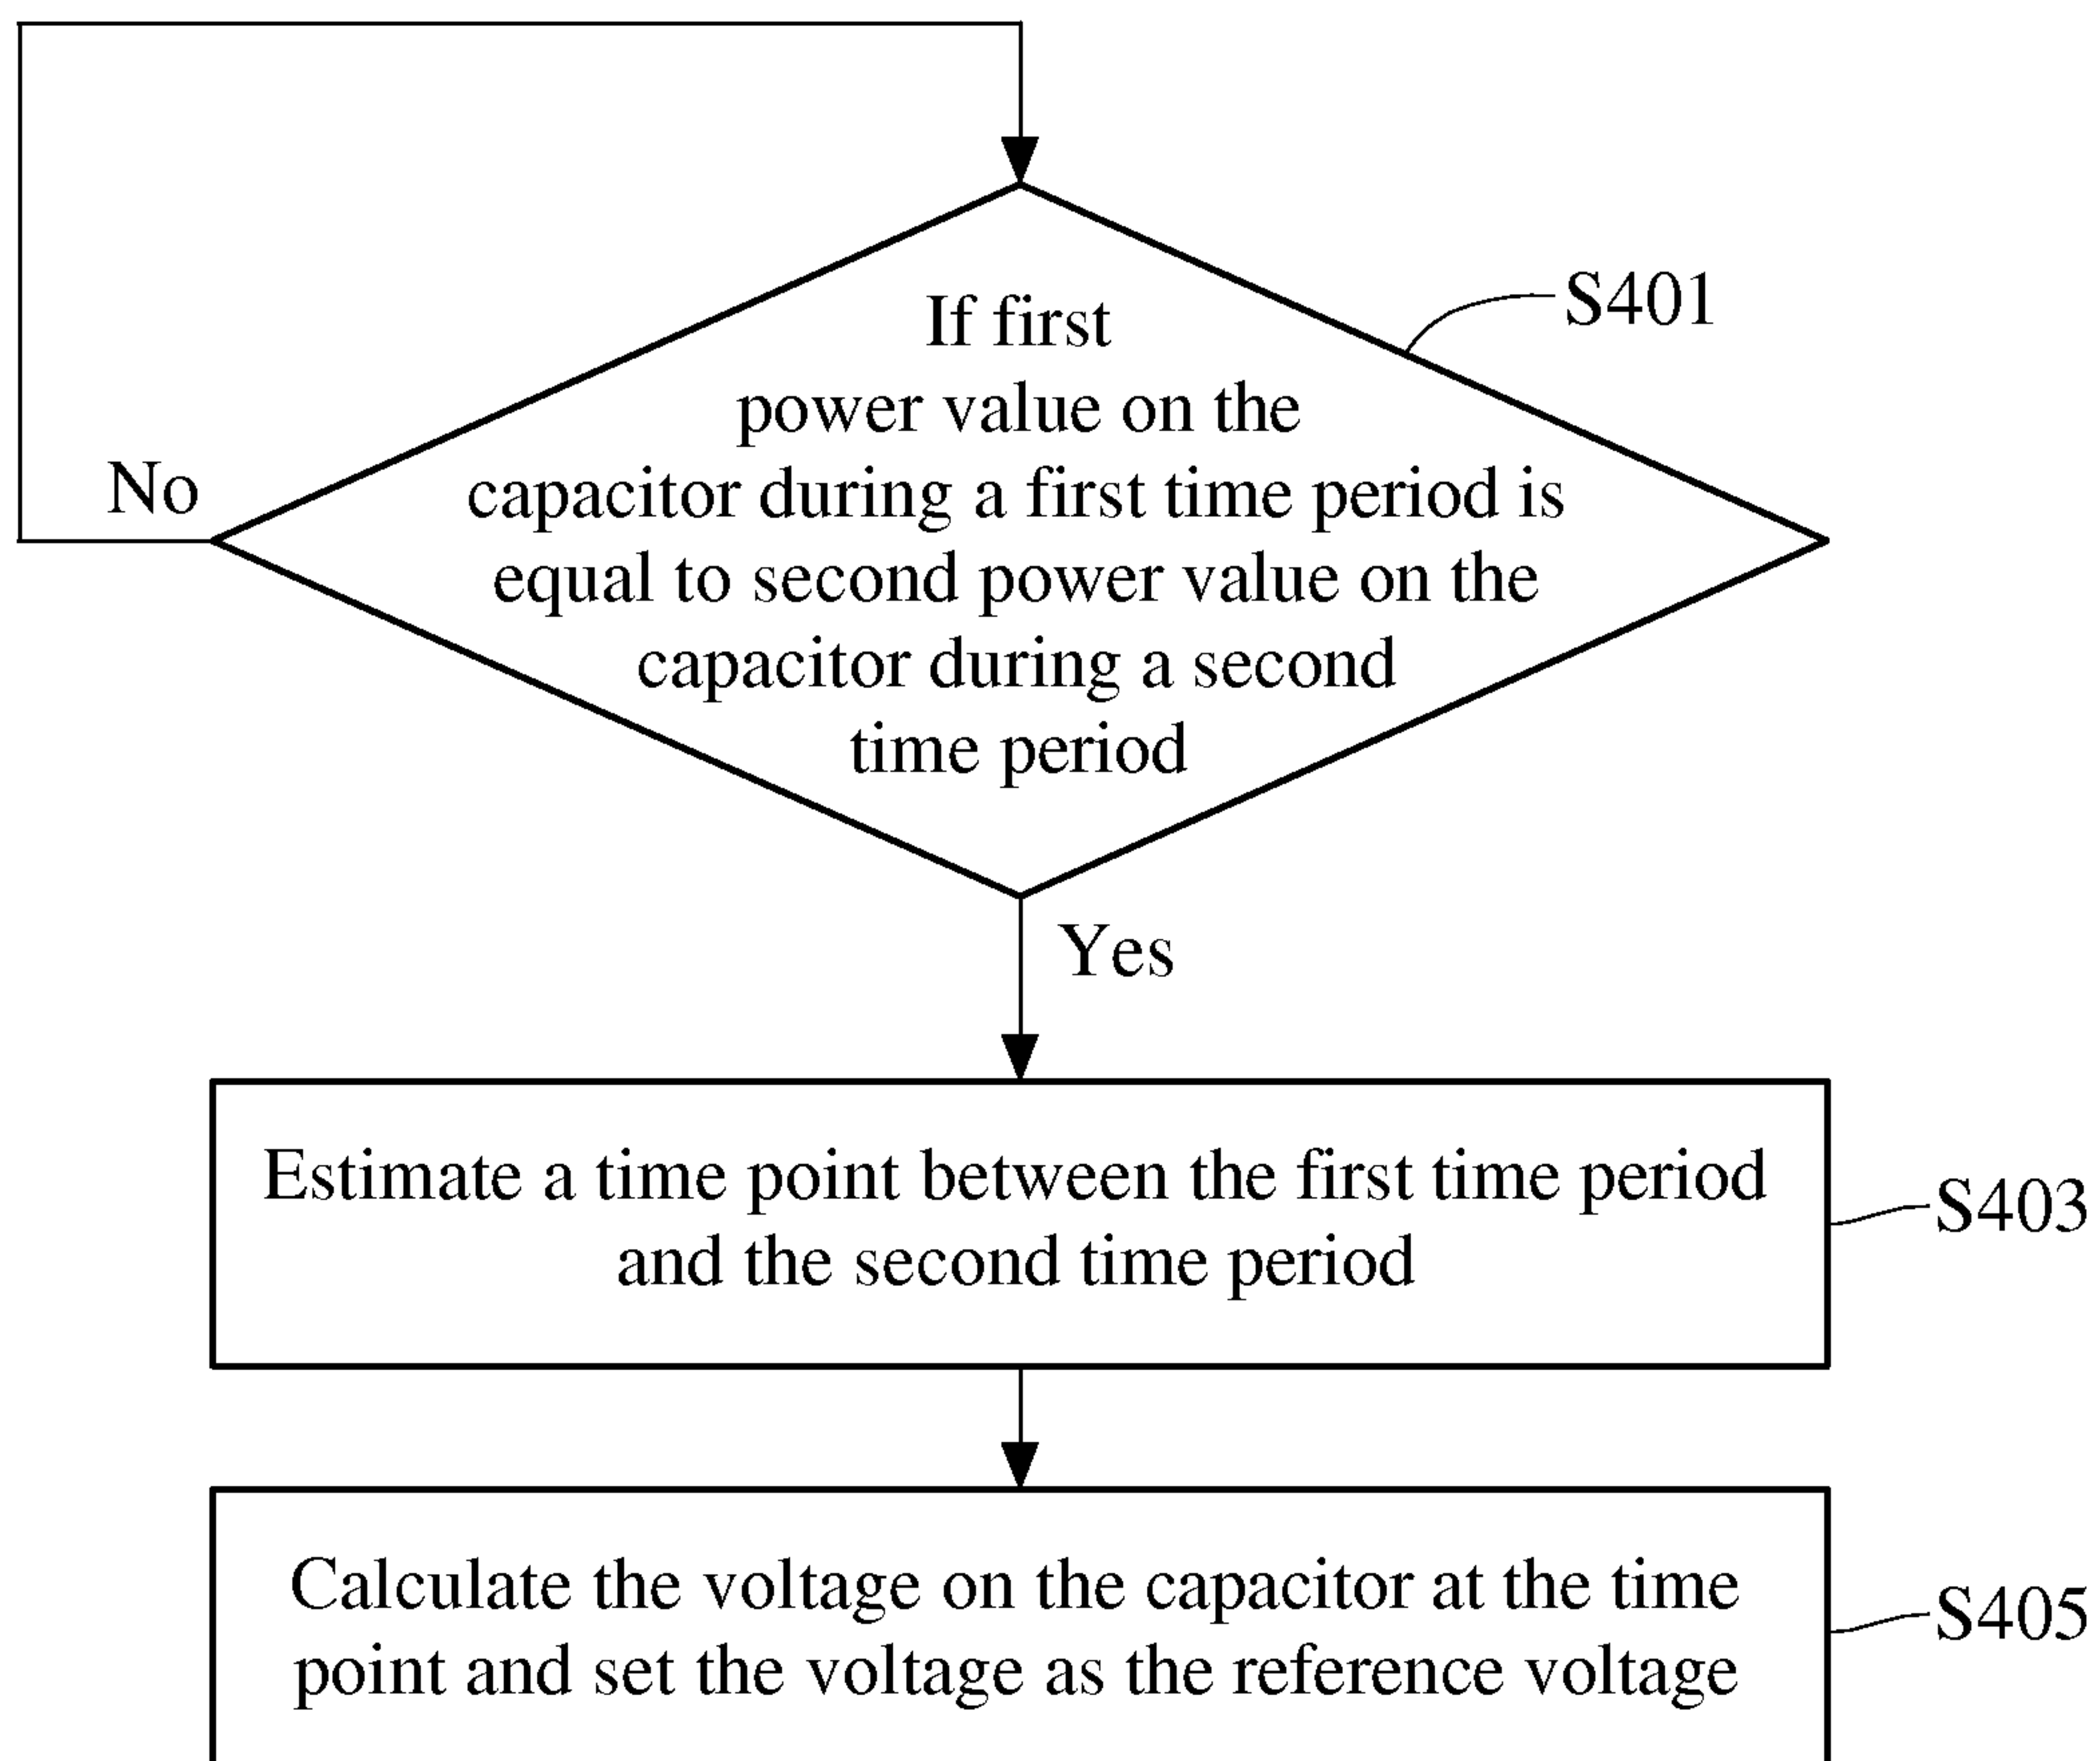 If first
power value on the
capacitor during a first time period is
equal to second power value on the
capacitor during a second
time period
S401
No
Yes
Estimate a time point between the first time period
and the second time period
S403
Calculate the voltage on the capacitor at the time
point and set the voltage as the reference voltage
S405